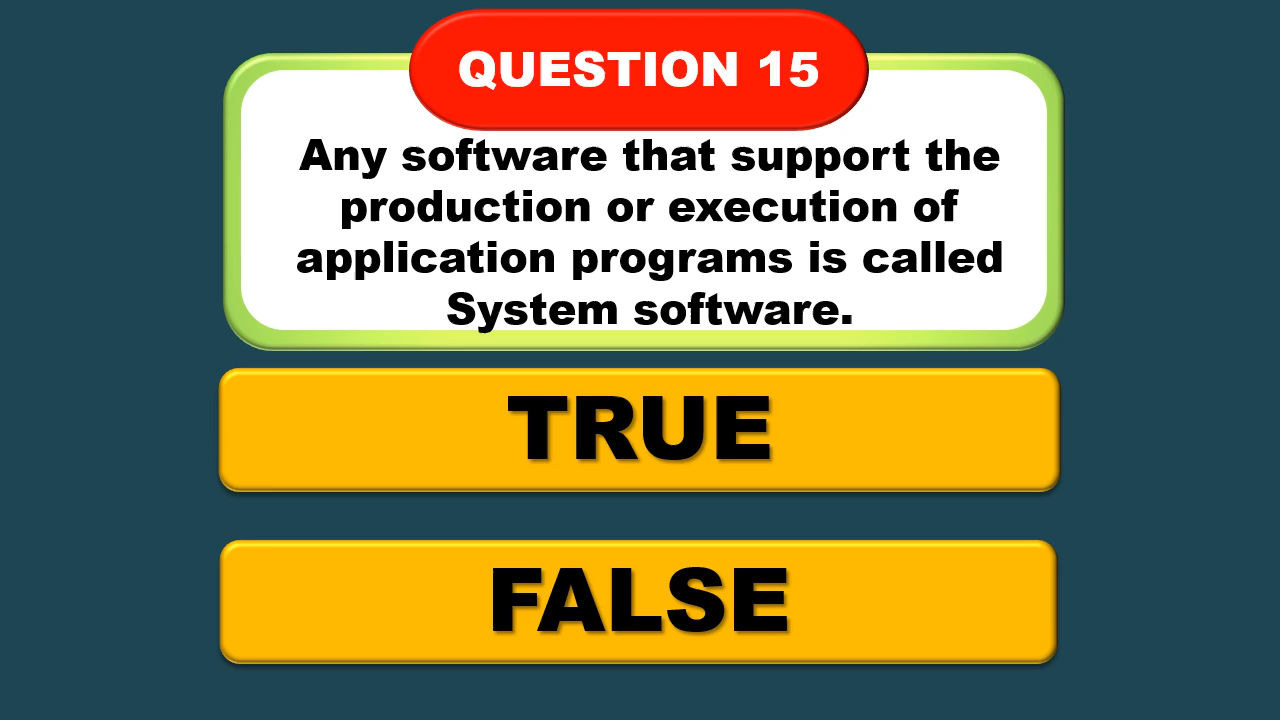 QUESTION 15
Any software that support the
production or execution of
application programs is called
System software.
TRUE
FALSE